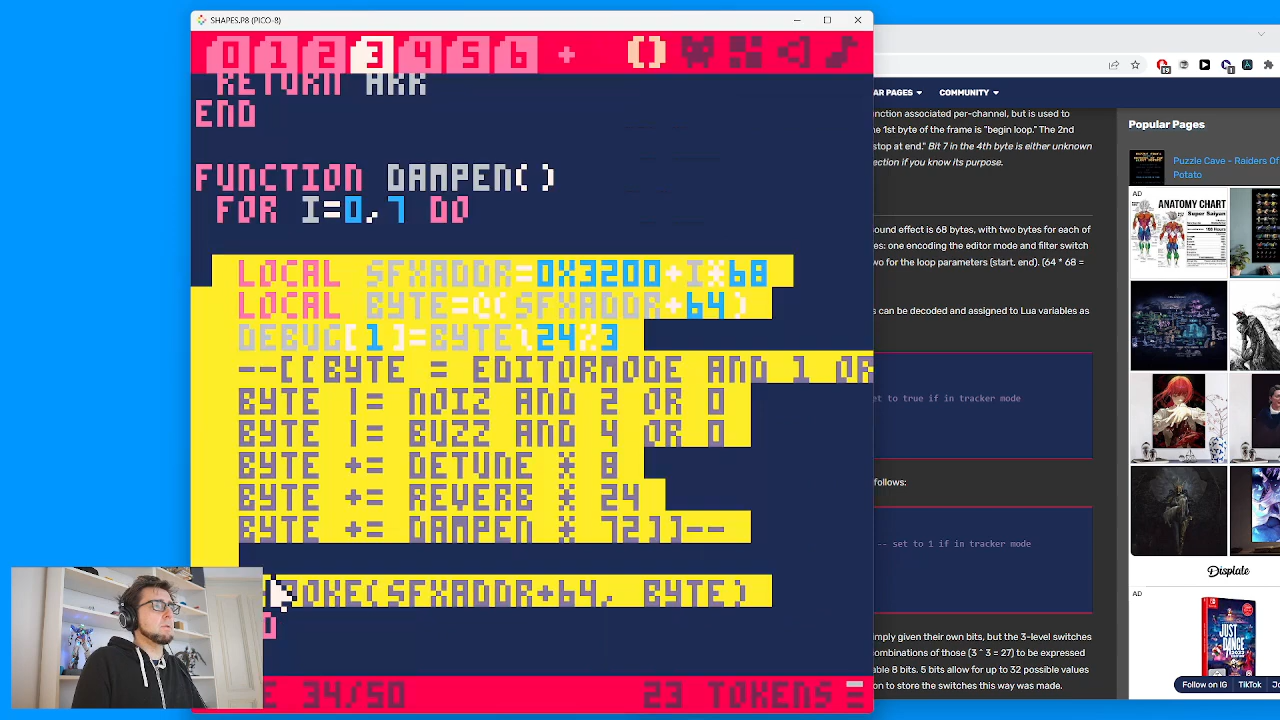 SHAPES.P8 (PICO-8)
0 1 2 3 4 5 6 +
RETURN ARR
END
FUNCTION DAMPEN()
FOR I=0,7 DO
LOCAL SFXADDR=0X3200+I*68
LOCAL BYTE=@(SFXADDR+64)
DEBUG[1]=BYTE\24%3
--[[BYTE = EDITORMODE AND 1 OR
BYTE |= NOIZ AND 2 OR 0
BYTE |= BUZZ AND 4 OR 0
BYTE += DETUNE * 8
BYTE += REVERB * 24
BYTE += DAMPEN * 72]]--
OKE(SFXADDR+64, BYTE)
34/50
23 TOKENS
19
1
AR PAGES
COMMUNITY
nction associated per-channel, but is used
the 1st byte of the frame is "begin loop." The 2nd
stop at end." Bit 7 in the 4th byte is either unknown
ection if you know its purpose.
ound effect is 68 bytes, with two bytes for each of
es: one encoding the editor mode and filter switch
two for the loop parameters (start, end). (64 * 68 =
s can be decoded and assigned to Lua variables as
et to true if in tracker mode
follows:
-- set to 1 if in tracker mode
mply given their own bits, but the 3-level switches
ombinations of those (3 ^ 3 = 27) to be expressed
able 8 bits. 5 bits allow for up to 32 possible values
on to store the switches this way was made.
Popular Pages
Puzzle Cave - Raiders Of
Potato
AD
ANATOMY CHART
Super Saiyan
Displate
AD
JUST
DANCE
Follow on IG
TikTok